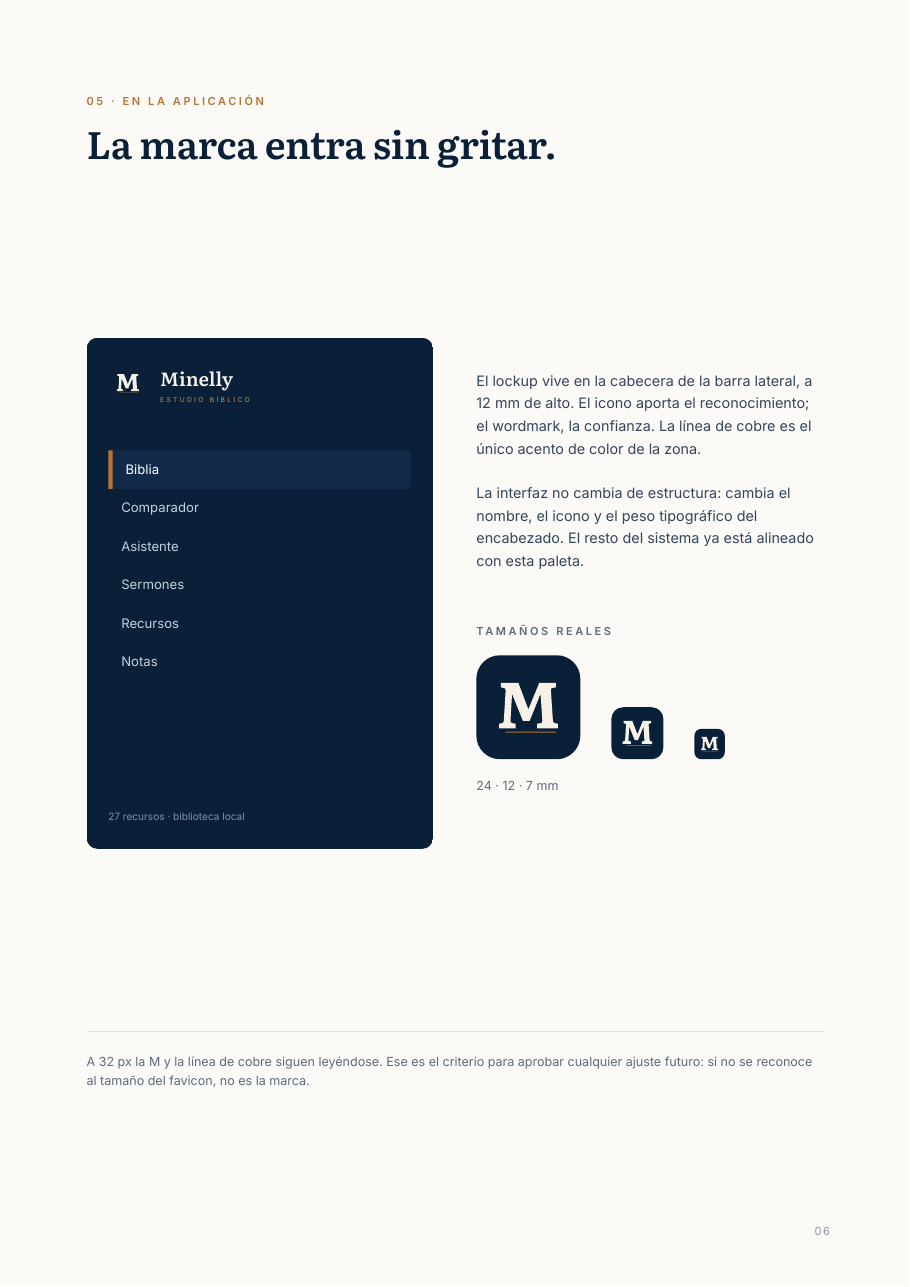 05 · EN LA APLICACIÓN
La marca entra sin gritar.
M
Minelly
ESTUDIO BÍBLICO
Biblia
Comparador
Asistente
Sermones
Recursos
Notas
27 recursos · biblioteca local
El lockup vive en la cabecera de la barra lateral, a
12 mm de alto. El icono aporta el reconocimiento;
el wordmark, la confianza. La línea de cobre es el
único acento de color de la zona.
La interfaz no cambia de estructura: cambia el
nombre, el icono y el peso tipográfico del
encabezado. El resto del sistema ya está alineado
con esta paleta.
TAMAÑOS REALES
M M M
24 · 12 · 7 mm
A 32 px la M y la línea de cobre siguen leyéndose. Ese es el criterio para aprobar cualquier ajuste futuro: si no se reconoce
al tamaño del favicon, no es la marca.
06